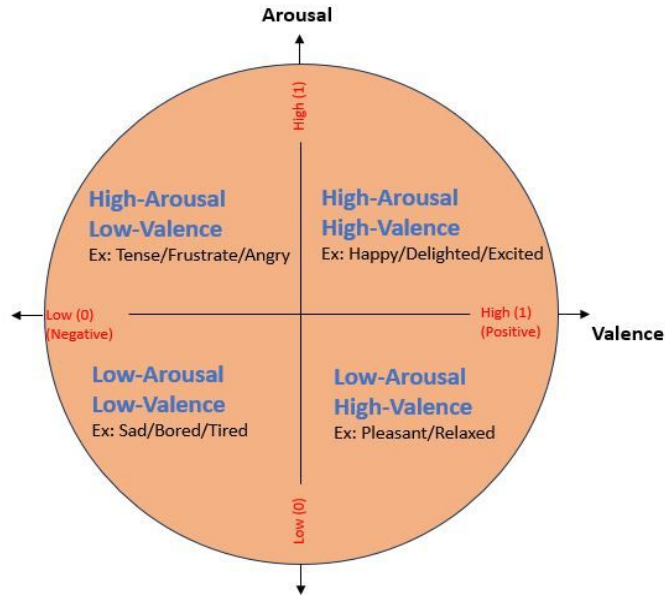 Arousal
High (1)
High-Arousal
Low-Valence
Ex: Tense/Frustrate/Angry
High-Arousal
High-Valence
Ex: Happy/Delighted/Excited
Low (0)
(Negative)
High (1)
(Positive)
Valence
Low-Arousal
Low-Valence
Ex: Sad/Bored/Tired
Low-Arousal
High-Valence
Ex: Pleasant/Relaxed
Low (0)